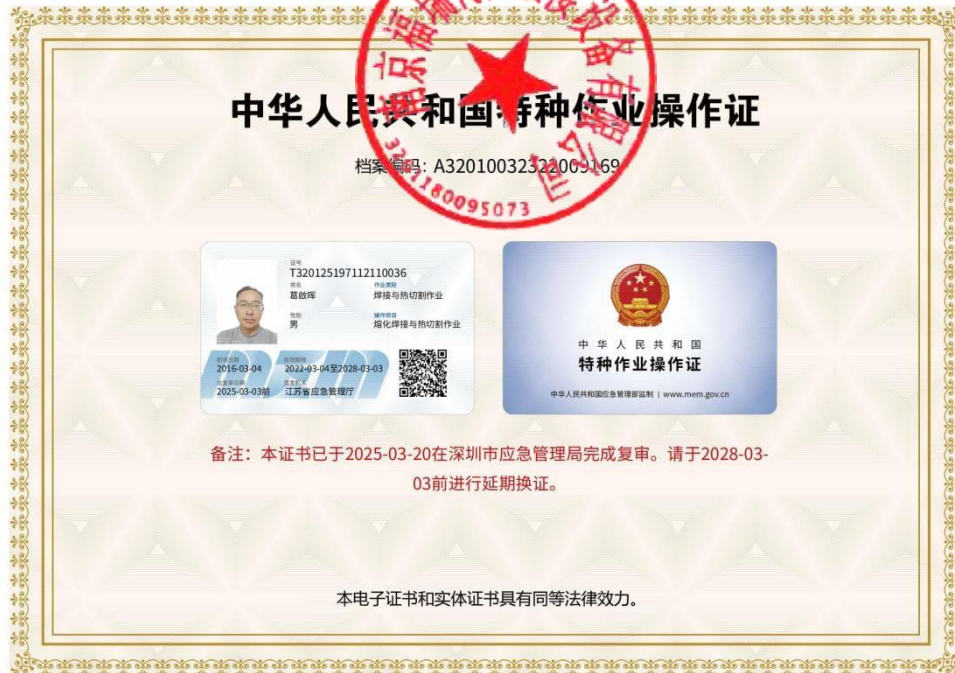 中华人民共和国特种作业操作证
档案编码：A32010032322009169
3201180095073
证号
T320125197112110036
姓名
葛啟晖
作业类别
焊接与热切割作业
性别
男
操作项目
熔化焊接与热切割作业
初领日期
2016-03-04
有效期限
2022-03-04至2028-03-03
应复审日期
2025-03-03前
签发机关
江苏省应急管理厅
中华人民共和国
特种作业操作证
中华人民共和国应急管理部监制 | www.mem.gov.cn
备注：本证书已于2025-03-20在深圳市应急管理局完成复审。请于2028-03-
03前进行延期换证。
本电子证书和实体证书具有同等法律效力。